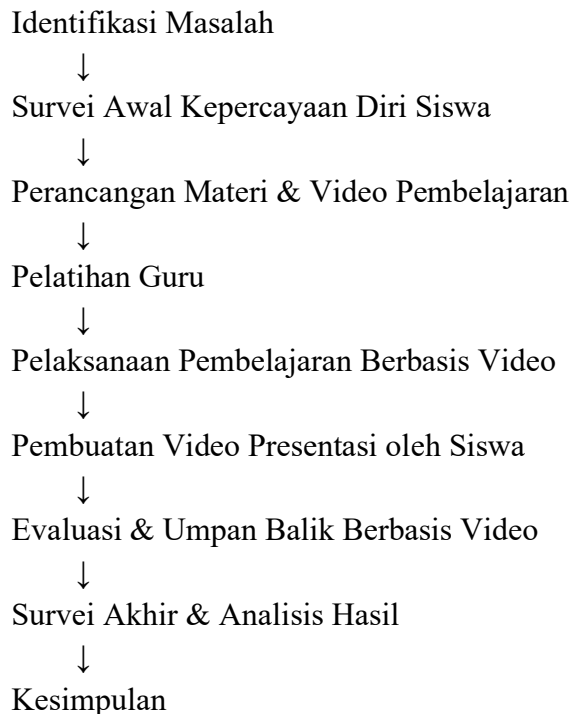 Identifikasi Masalah
↓
Survei Awal Kepercayaan Diri Siswa
↓
Perancangan Materi & Video Pembelajaran
↓
Pelatihan Guru
↓
Pelaksanaan Pembelajaran Berbasis Video
↓
Pembuatan Video Presentasi oleh Siswa
↓
Evaluasi & Umpan Balik Berbasis Video
↓
Survei Akhir & Analisis Hasil
↓
Kesimpulan